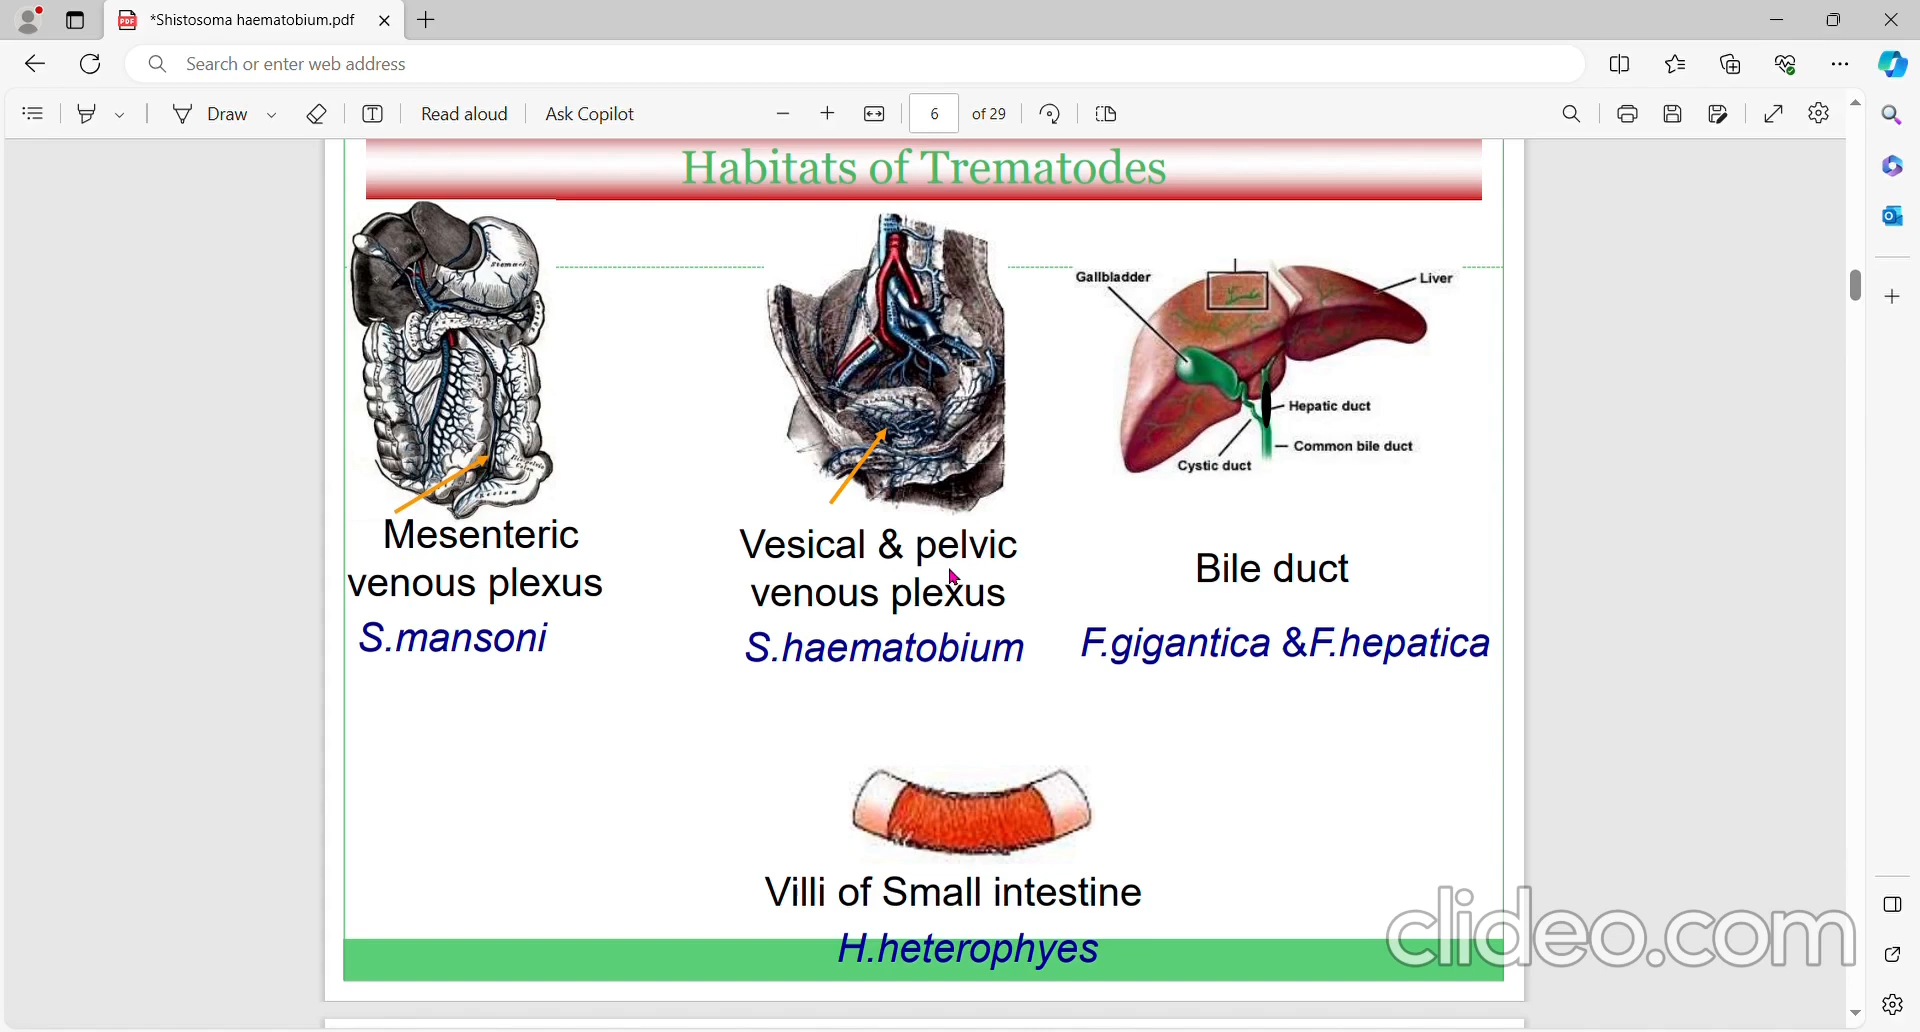 *Shistosoma haematobium.pdf
Search or enter web address
Draw
Read aloud
Ask Copilot
6 of 29
Habitats of Trematodes
Stomach
Gallbladder
Liver
Hepatic duct
Common bile duct
Cystic duct
Rectum
Mesenteric
venous plexus
S.mansoni
Vesical & pelvic
venous plexus
S.haematobium
Bile duct
F.gigantica &F.hepatica
Villi of Small intestine
H.heterophyes
clideo.com